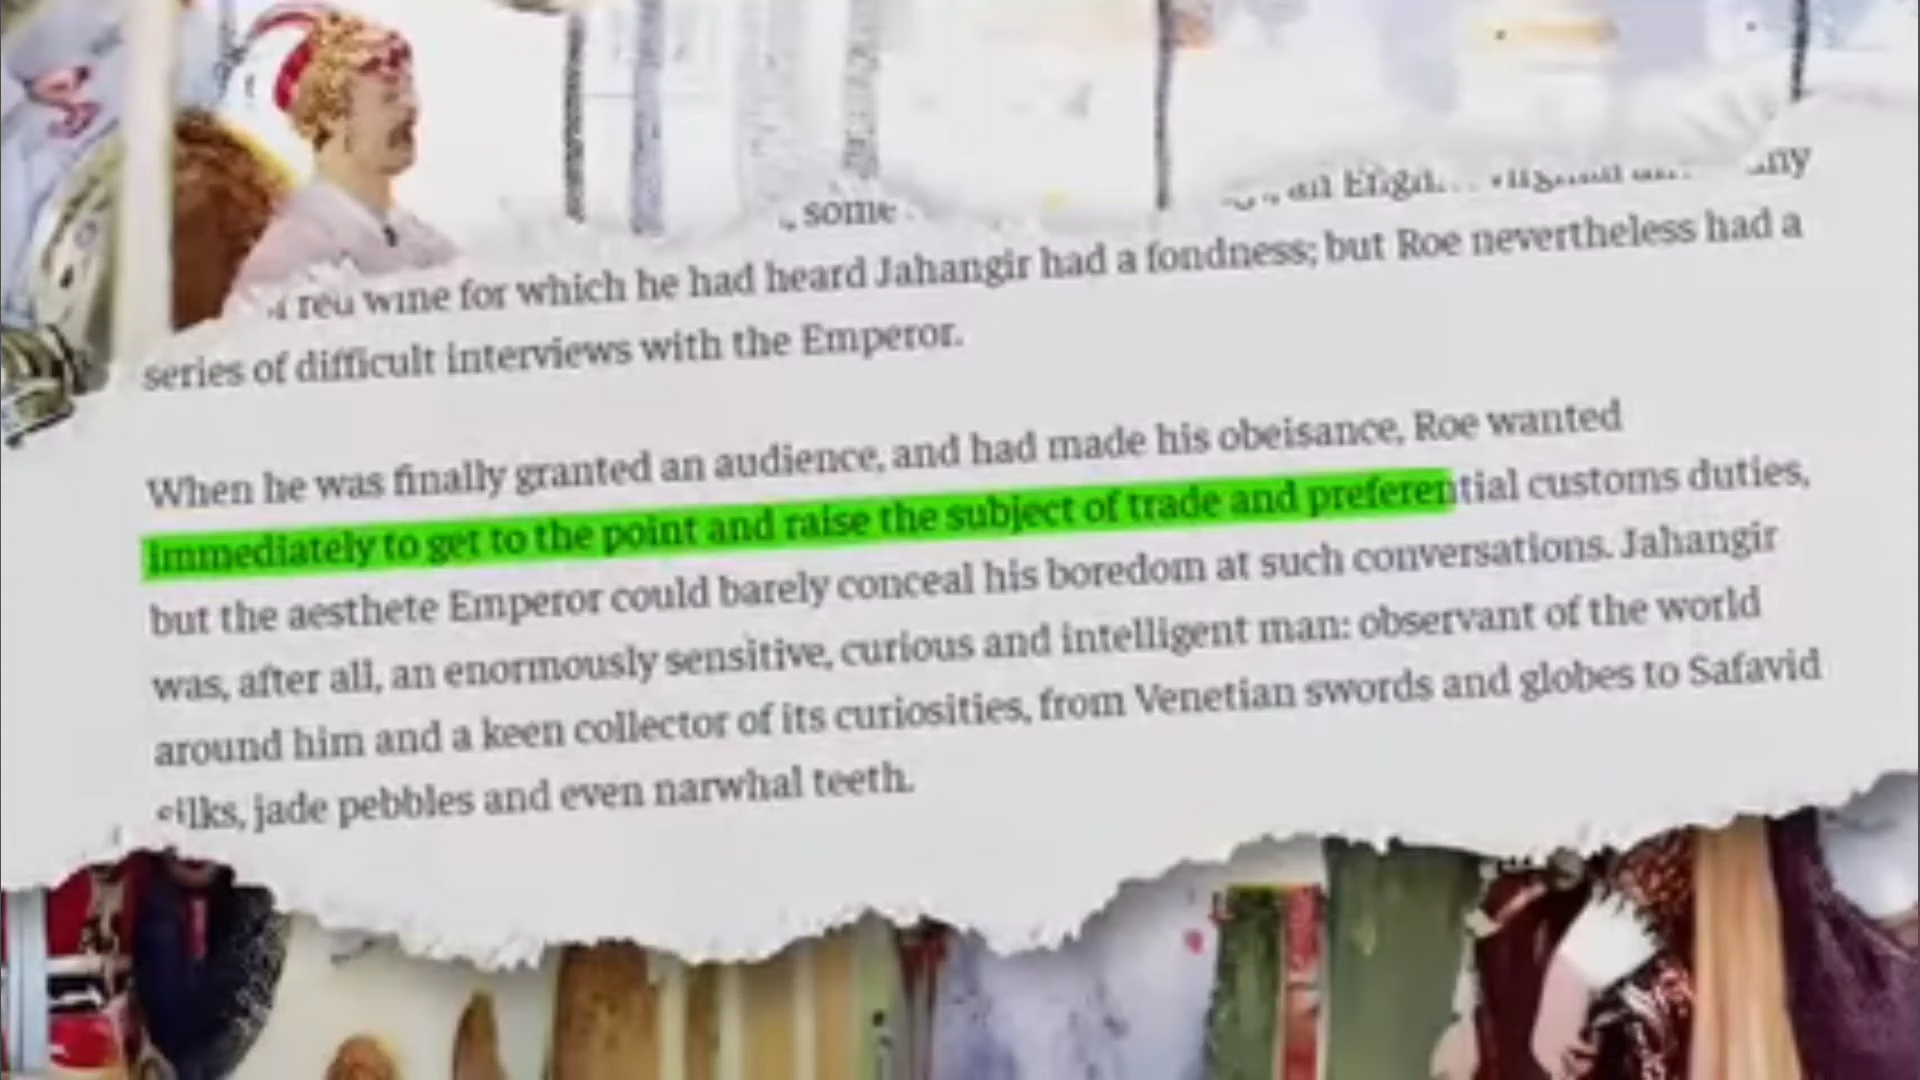 some
red wine for which he had heard Jahangir had a fondness; but Roe nevertheless had a
series of difficult interviews with the Emperor.
When he was finally granted an audience, and had made his obeisance, Roe wanted
immediately to get to the point and raise the subject of trade and preferential customs duties,
but the aesthete Emperor could barely conceal his boredom at such conversations. Jahangir
was, after all, an enormously sensitive, curious and intelligent man: observant of the world
around him and a keen collector of its curiosities, from Venetian swords and globes to Safavid
silks, jade pebbles and even narwhal teeth.